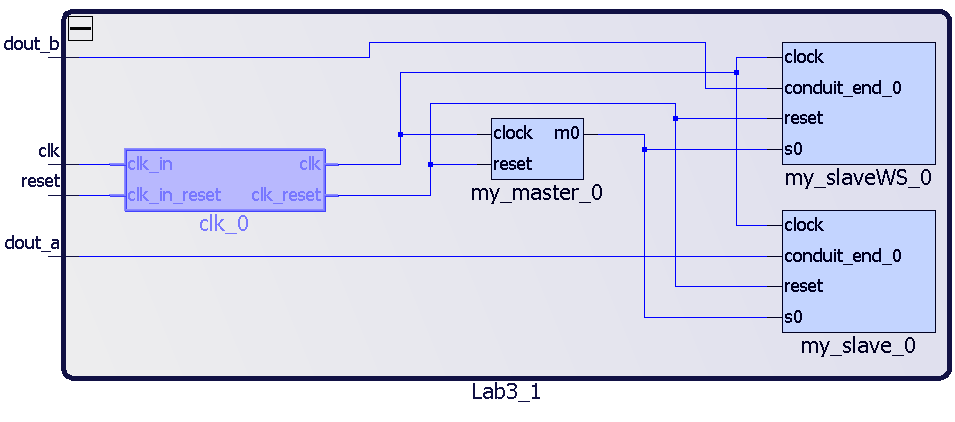 dout_b
clk
reset
dout_a
clk_in clk
clk_in_reset clk_reset
clk_0
clock m0
reset
my_master_0
clock
conduit_end_0
reset
s0
my_slaveWS_0
clock
conduit_end_0
reset
s0
my_slave_0
Lab3_1